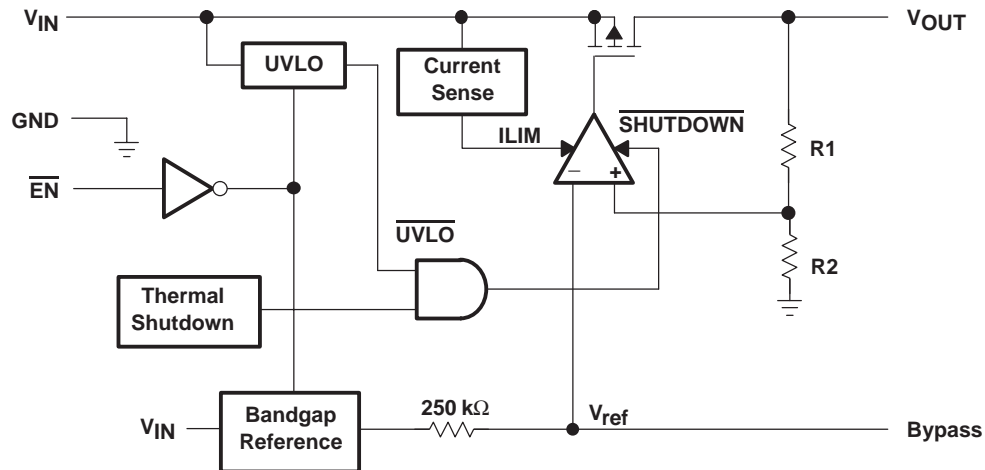 VIN
VOUT
UVLO
Current
Sense
GND
SHUTDOWN
ILIM
R1
EN
− +
UVLO
R2
Thermal
Shutdown
250 kΩ
VIN
Bandgap
Reference
Vref
Bypass